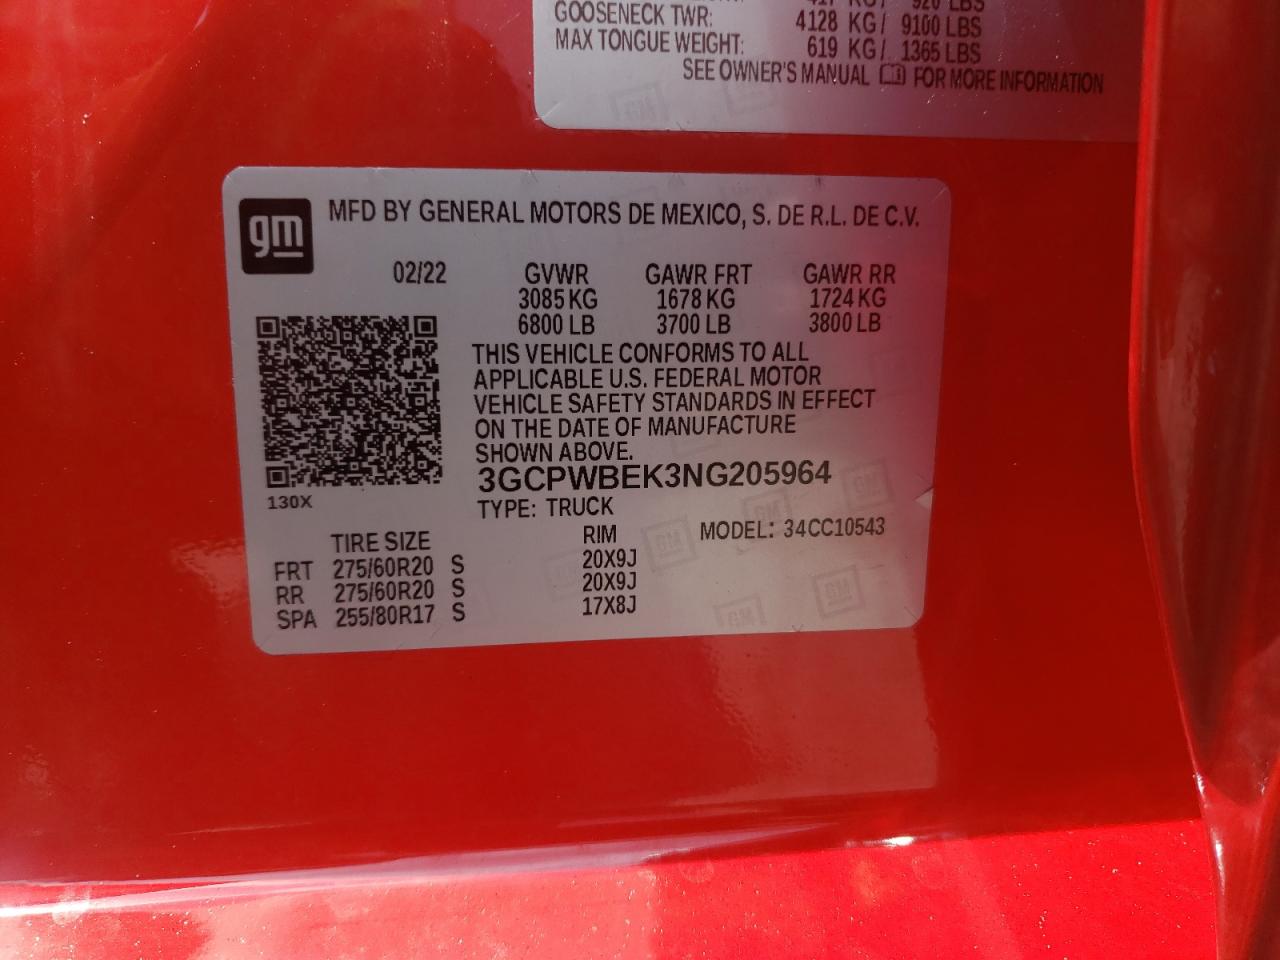 920 LBS
GOOSENECK TWR: 4128 KG/ 9100 LBS
MAX TONGUE WEIGHT: 619 KG/ 1365 LBS
SEE OWNER'S MANUAL FOR MORE INFORMATION
gm
MFD BY GENERAL MOTORS DE MEXICO, S. DE R.L. DE C.V.
02/22 GVWR GAWR FRT GAWR RR
3085 KG 1678 KG 1724 KG
6800 LB 3700 LB 3800 LB
THIS VEHICLE CONFORMS TO ALL
APPLICABLE U.S. FEDERAL MOTOR
VEHICLE SAFETY STANDARDS IN EFFECT
ON THE DATE OF MANUFACTURE
SHOWN ABOVE.
3GCPWBEK3NG205964
130X
TYPE: TRUCK
TIRE SIZE RIM MODEL: 34CC10543
FRT 275/60R20 S 20X9J
RR 275/60R20 S 20X9J
SPA 255/80R17 S 17X8J